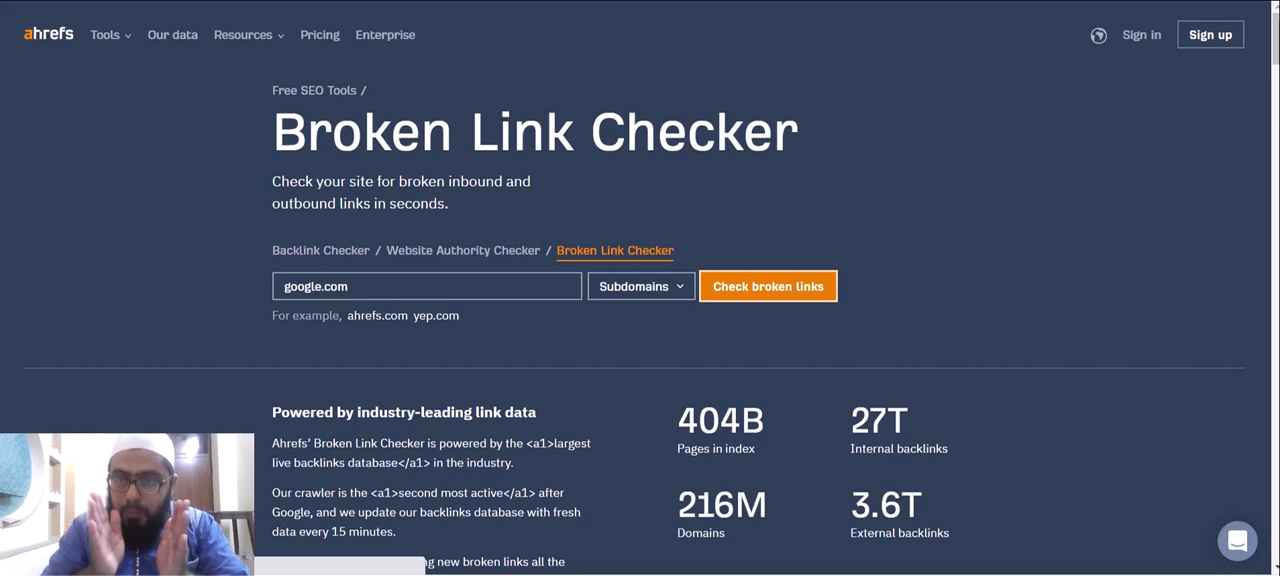 ahrefs Tools Our data Resources Pricing Enterprise Sign in Sign up
Free SEO Tools /
Broken Link Checker
Check your site for broken inbound and
outbound links in seconds.
Backlink Checker / Website Authority Checker / Broken Link Checker
google.com Subdomains Check broken links
For example, ahrefs.com yep.com
Powered by industry-leading link data
Ahrefs' Broken Link Checker is powered by the <a1>largest
live backlinks database</a1> in the industry.
Our crawler is the <a1>second most active</a1> after
Google, and we update our backlinks database with fresh
data every 15 minutes.
new broken links all the
404B
Pages in index
27T
Internal backlinks
216M
Domains
3.6T
External backlinks